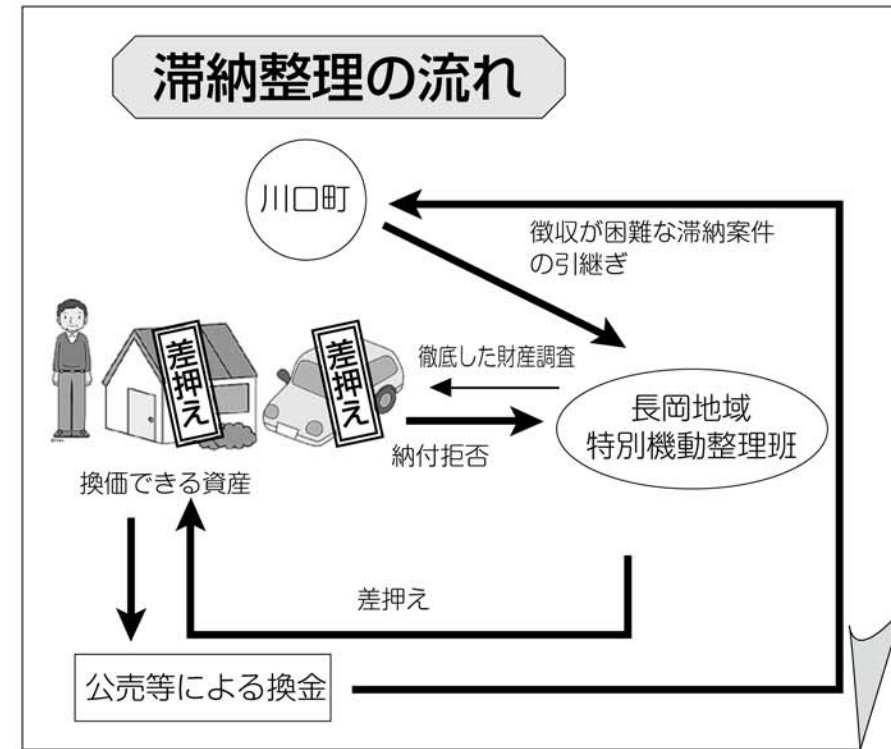 滞納整理の流れ
川口町
徴収が困難な滞納案件
の引継ぎ
差押え
差押え
徹底した財産調査
長岡地域
特別機動整理班
納付拒否
換価できる資産
差押え
公売等による換金